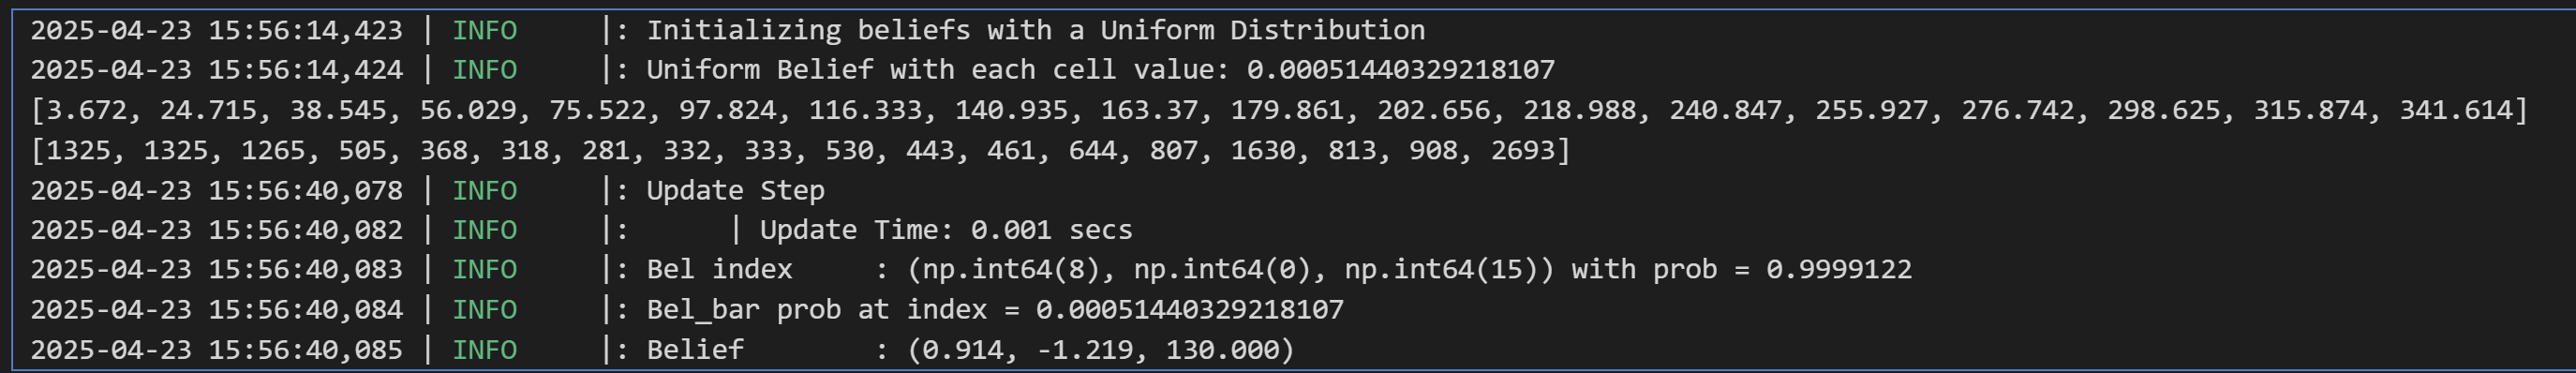 2025-04-23 15:56:14,423 | INFO     |: Initializing beliefs with a Uniform Distribution
2025-04-23 15:56:14,424 | INFO     |: Uniform Belief with each cell value: 0.00051440329218107
[3.672, 24.715, 38.545, 56.029, 75.522, 97.824, 116.333, 140.935, 163.37, 179.861, 202.656, 218.988, 240.847, 255.927, 276.742, 298.625, 315.874, 341.614]
[1325, 1325, 1265, 505, 368, 318, 281, 332, 333, 530, 443, 461, 644, 807, 1630, 813, 908, 2693]
2025-04-23 15:56:40,078 | INFO     |: Update Step
2025-04-23 15:56:40,082 | INFO     |:      | Update Time: 0.001 secs
2025-04-23 15:56:40,083 | INFO     |: Bel index     : (np.int64(8), np.int64(0), np.int64(15)) with prob = 0.9999122
2025-04-23 15:56:40,084 | INFO     |: Bel_bar prob at index = 0.00051440329218107
2025-04-23 15:56:40,085 | INFO     |: Belief        : (0.914, -1.219, 130.000)